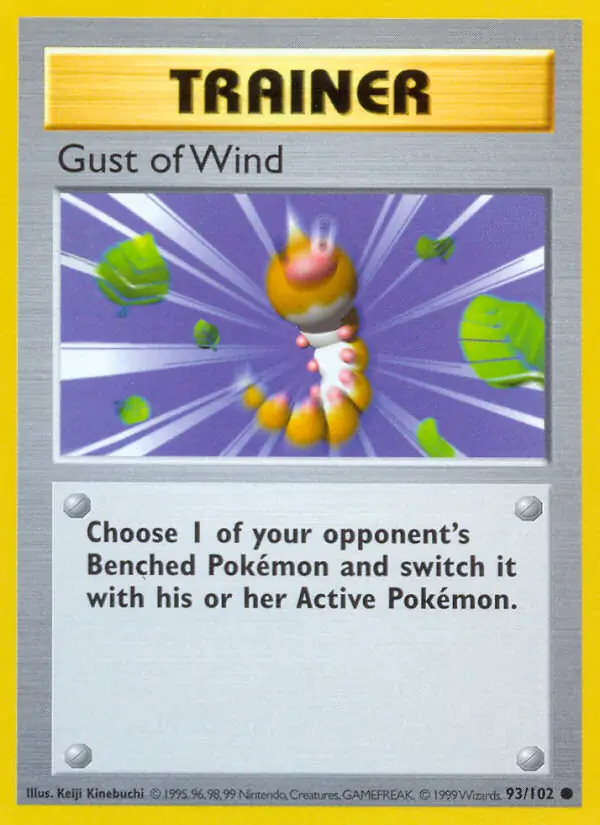 TRAINER
Gust of Wind
Choose 1 of your opponent's
Benched Pokémon and switch it
with his or her Active Pokémon.
Illus. Keiji Kinebuchi © 1995, 96, 98, 99 Nintendo, Creatures, GAMEFREAK. © 1999 Wizards. 93/102 ●